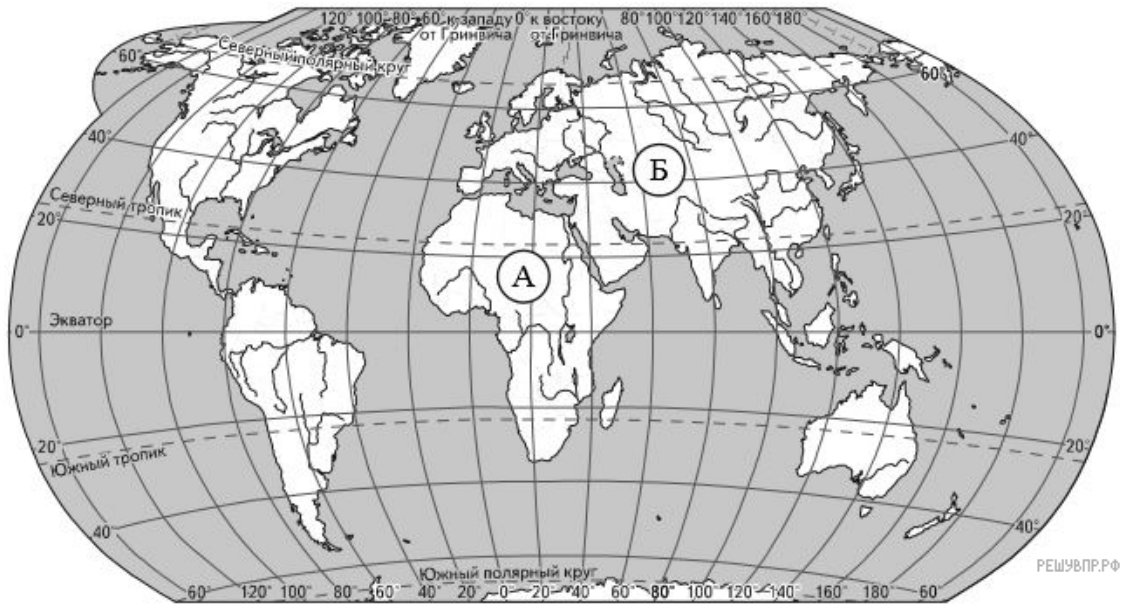 120° 100° 80° 60° к западу 0° к востоку 80° 100° 120° 140° 160° 180°
от Гринвича от Гринвича
Северный полярный круг
60° 60°
40° 40°
Б
Северный тропик
20° 20°
А
Экватор
0° 0°
20° 20°
Южный тропик
40 40°
Южный полярный круг
РЕШУВПР.РФ
60° 120° 100° 80° 60° 40° 20° 0° 20° 40° 60° 80° 100° 120° 140° 160° 180° 60°